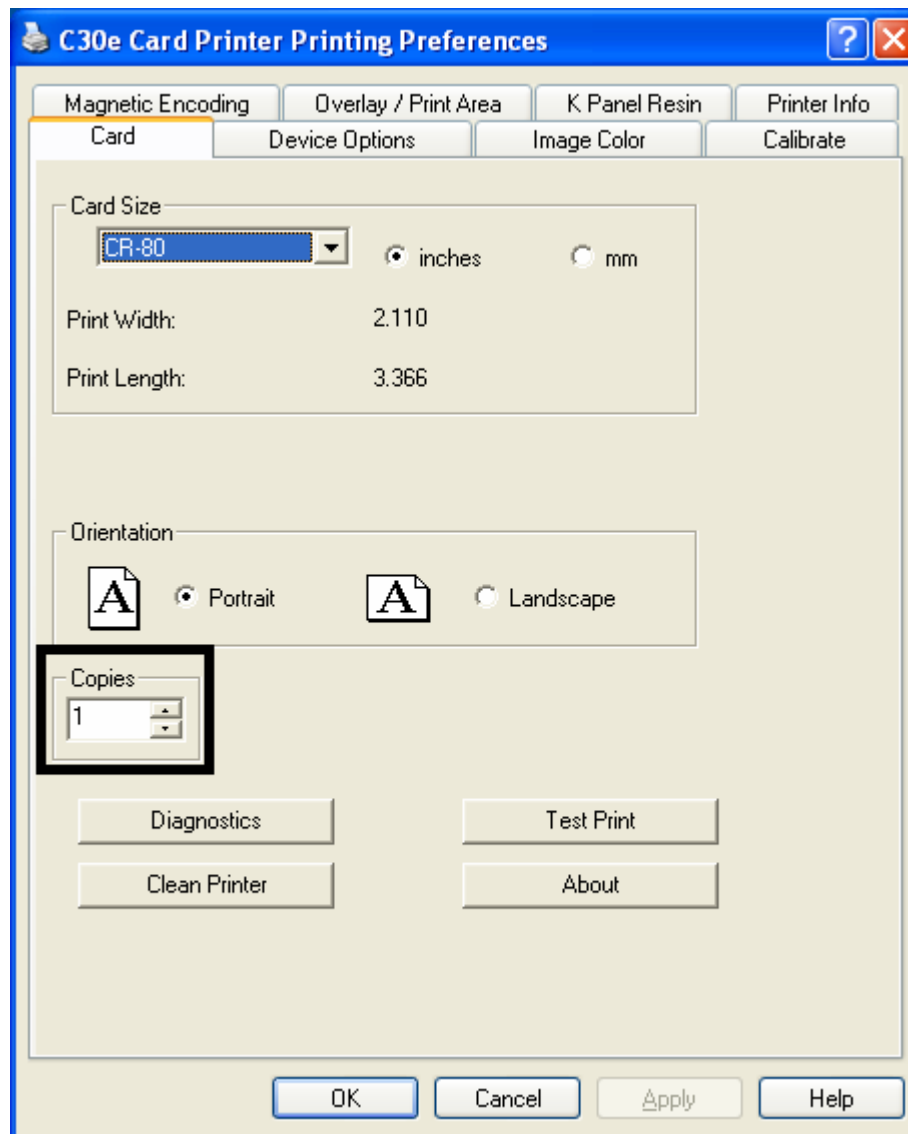 C30e Card Printer Printing Preferences
Magnetic Encoding Overlay / Print Area K Panel Resin Printer Info
Card Device Options Image Color Calibrate
Card Size
CR-80 inches mm
Print Width: 2.110
Print Length: 3.366
Orientation
A Portrait A Landscape
Copies
1
Diagnostics Test Print
Clean Printer About
OK Cancel Apply Help